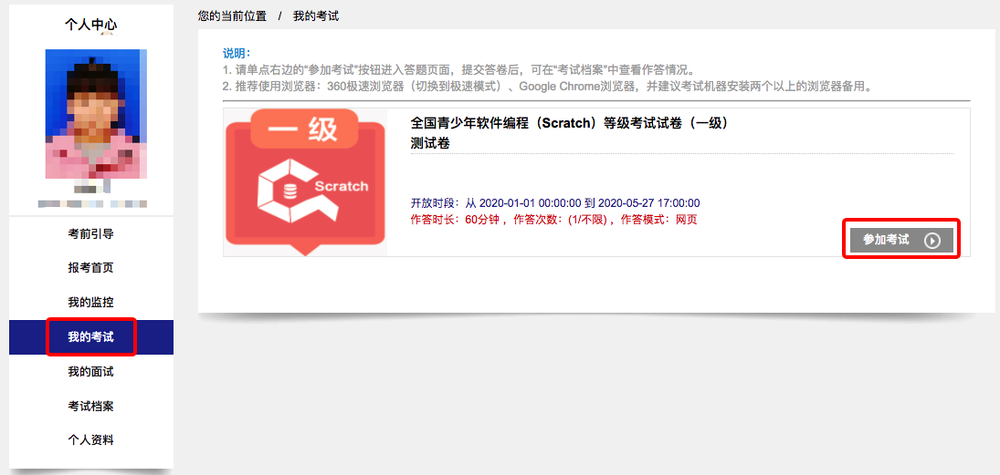 个人中心
考前引导
报考首页
我的监控
我的考试
我的面试
考试档案
个人资料
您的当前位置 / 我的考试
说明：
1. 请单点右边的“参加考试”按钮进入答题页面，提交答卷后，可在“考试档案”中查看作答情况。
2. 推荐使用浏览器：360极速浏览器（切换到极速模式）、Google Chrome浏览器，并建议考试机器安装两个以上的浏览器备用。
一级
Scratch
全国青少年软件编程（Scratch）等级考试试卷（一级）
测试卷
开放时段：从 2020-01-01 00:00:00 到 2020-05-27 17:00:00
作答时长：60分钟 ，作答次数：(1/不限) ，作答模式：网页
参加考试